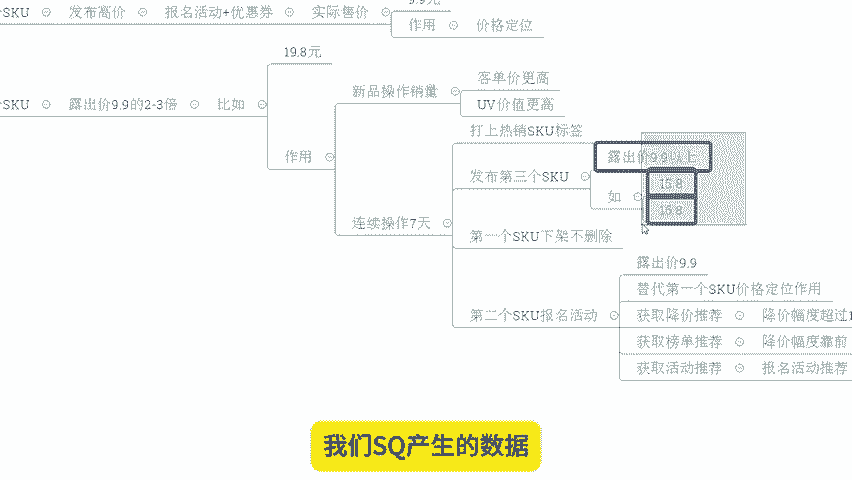 SKU 发布高价 报名活动+优惠券 实际售价
作用 价格定位
19.8元
SKU 露出价9.9的2-3倍 比如
新品操作销量 客单价更高
UV价值更高
作用
打上热销SKU标签
露出价9.9以上
发布第三个SKU
15.8
如
16.8
连续操作7天
第一个SKU下架不删除
露出价9.9
替代第一个SKU价格定位作用
第二个SKU报名活动 获取降价推荐 降价幅度超过1
获取榜单推荐 降价幅度靠前
获取活动推荐 报名活动推荐
我们SQ产生的数据